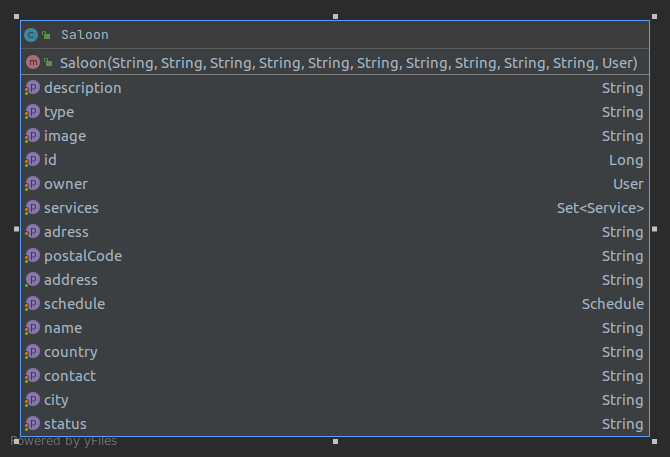 Saloon
Saloon(String, String, String, String, String, String, String, String, String, String, User)
description String
type String
image String
id Long
owner User
services Set<Service>
adress String
postalCode String
address String
schedule Schedule
name String
country String
contact String
city String
status String
Powered by yFiles